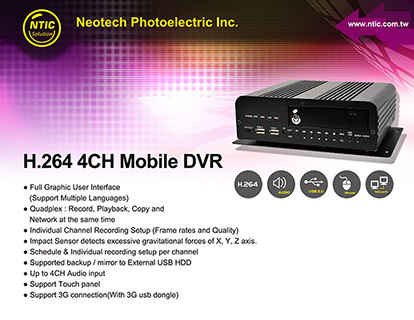 NTIC
Solution
Neotech Photoelectric Inc.
www.ntic.com.tw
H.264 4CH Mobile DVR
H.264
AUDIO
USB 2.0
Mouse
Network
● Full Graphic User Interface
(Support Multiple Languages)
● Quadplex : Record, Playback, Copy and
Network at the same time
● Individual Channel Recording Setup (Frame rates and Quality)
● Impact Sensor detects excessive gravitational forces of X, Y, Z axis.
● Schedule & Individual recording setup per channel
● Supported backup / mirror to External USB HDD
● Up to 4CH Audio input
● Support Touch panel
● Support 3G connection(With 3G usb dongle)